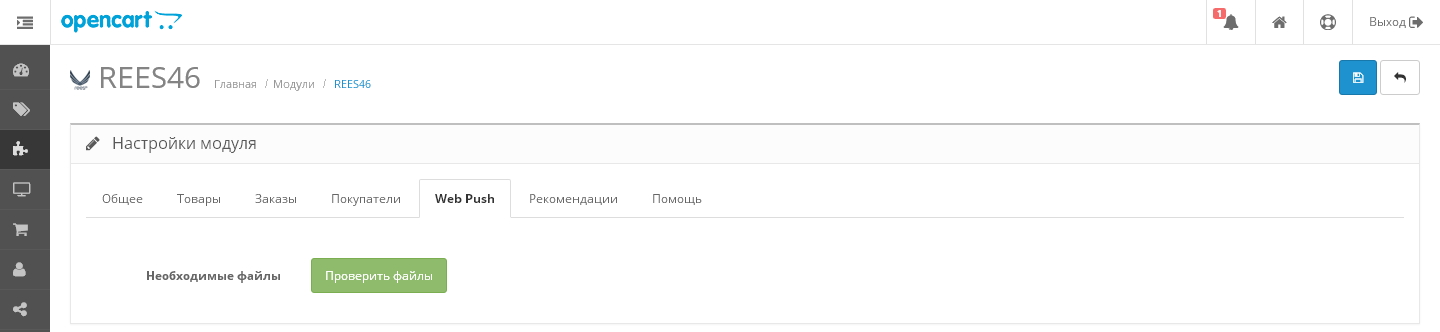 opencart
1
Выход
REES46
Главная / Модули / REES46
Настройки модуля
Общее Товары Заказы Покупатели Web Push Рекомендации Помощь
Необходимые файлы Проверить файлы